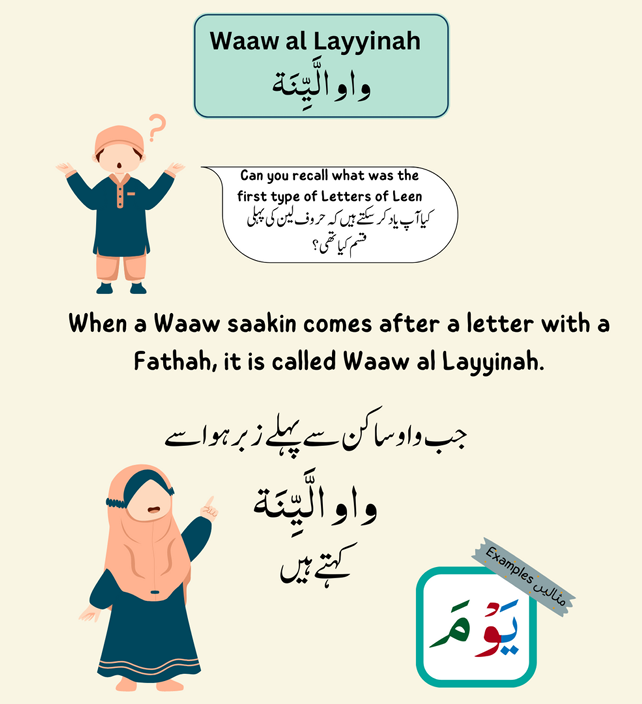 Waaw al Layyinah
واو الَّيِّنَة
?
Can you recall what was the
first type of Letters of Leen
کیا آپ یاد کر سکتے ہیں کہ حروف لین کی پہلی
قسم کیا تھی؟
When a Waaw saakin comes after a letter with a
Fathah, it is called Waaw al Layyinah.
جب واو ساکن سے پہلے زبر ہو اسے
واو الَّيِّنَة
کہتے ہیں
Examples مثالیں
يَوْمَ